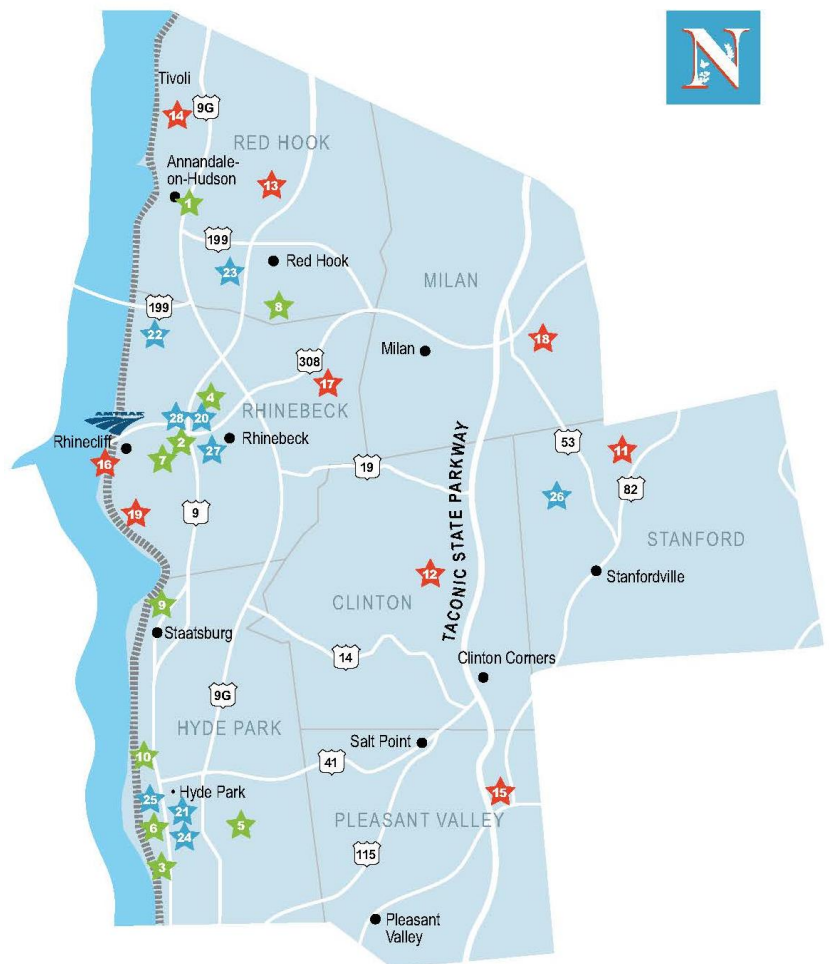 N
Tivoli
14
9G
RED HOOK
Annandale-
on-Hudson
13
1
199
23
Red Hook
MILAN
8
199
22
18
Milan
308
17
4
AMTRAK
28
20
RHINEBECK
Rhinecliff
2
27
Rhinebeck
53
11
16
7
19
82
26
19
9
STANFORD
TACONIC STATE PARKWAY
12
Stanfordville
CLINTON
9
Staatsburg
14
Clinton Corners
9G
HYDE PARK
Salt Point
10
41
25
Hyde Park
15
21
6
24
5
PLEASANT VALLEY
115
3
Pleasant
Valley